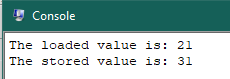 Console
The loaded value is: 21
The stored value is: 31